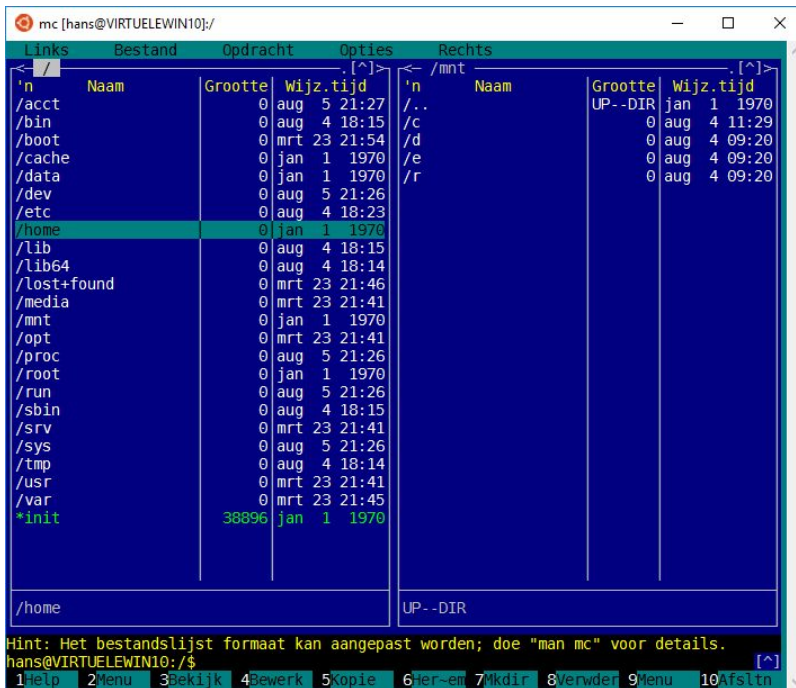 mc [hans@VIRTUELEWIN10]:/
Links Bestand Opdracht Opties Rechts
<- / .[^]> <- /mnt .[^]>
'n Naam Grootte Wijz.tijd 'n Naam Grootte Wijz.tijd
/acct 0 aug 5 21:27 /.. UP--DIR jan 1 1970
/bin 0 aug 4 18:15 /c 0 aug 4 11:29
/boot 0 mrt 23 21:54 /d 0 aug 4 09:20
/cache 0 jan 1 1970 /e 0 aug 4 09:20
/data 0 jan 1 1970 /r 0 aug 4 09:20
/dev 0 aug 5 21:26
/etc 0 aug 4 18:23
/home 0 jan 1 1970
/lib 0 aug 4 18:15
/lib64 0 aug 4 18:14
/lost+found 0 mrt 23 21:46
/media 0 mrt 23 21:41
/mnt 0 jan 1 1970
/opt 0 mrt 23 21:41
/proc 0 aug 5 21:26
/root 0 jan 1 1970
/run 0 aug 5 21:26
/sbin 0 aug 4 18:15
/srv 0 mrt 23 21:41
/sys 0 aug 5 21:26
/tmp 0 aug 4 18:14
/usr 0 mrt 23 21:41
/var 0 mrt 23 21:45
*init 38896 jan 1 1970
/home UP--DIR
Hint: Het bestandslijst formaat kan aangepast worden; doe "man mc" voor details.
hans@VIRTUELEWIN10:/$ [^]
1Help 2Menu 3Bekijk 4Bewerk 5Kopie 6Her~em 7Mkdir 8Verwder 9Menu 10Afsltn